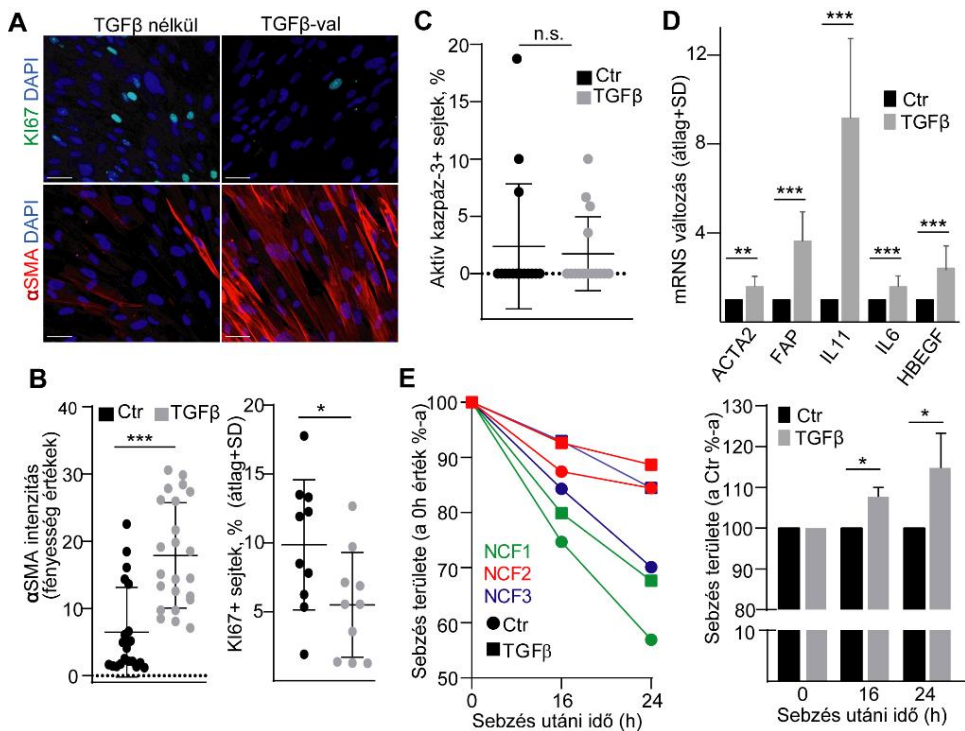 A
TGFβ nélkül
TGFβ-val
KI67 DAPI
αSMA DAPI
B
Ctr
TGFβ
αSMA intenzitás
(fényesség értékek)
40
30
20
10
0
***
KI67+ sejtek, % (átlag+SD)
20
15
10
5
*
C
Aktiv kazpáz-3+ sejtek, %
20
15
10
5
0
n.s.
Ctr
TGFβ
D
mRNS változás (átlag+SD)
12
8
4
**
***
***
***
***
Ctr
TGFβ
ACTA2
FAP
IL11
IL6
HBEGF
E
Sebzés területe (a 0h érték %-a)
100
90
80
70
60
50
NCF1
NCF2
NCF3
Ctr
TGFβ
0
16
24
Sebzés utáni idő (h)
Sebzés területe (a Ctr %-a)
130
120
110
100
90
80
10
Ctr
TGFβ
*
*
0
16
24
Sebzés utáni idő (h)